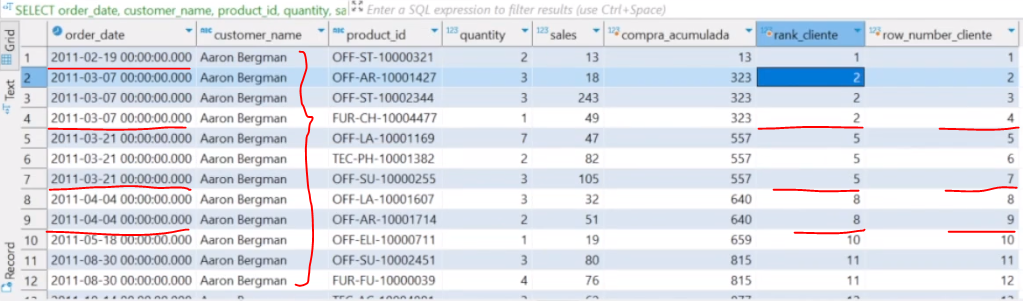 SELECT order_date, customer_name, product_id, quantity, sa Enter a SQL expression to filter results (use Ctrl+Space)
order_date customer_name product_id quantity sales compra_acumulada rank_cliente row_number_cliente
1 2011-02-19 00:00:00.000 Aaron Bergman OFF-ST-10000321 2 13 13 1 1
2 2011-03-07 00:00:00.000 Aaron Bergman OFF-AR-10001427 3 18 323 2 2
3 2011-03-07 00:00:00.000 Aaron Bergman OFF-ST-10002344 3 243 323 2 3
4 2011-03-07 00:00:00.000 Aaron Bergman FUR-CH-10004477 1 49 323 2 4
5 2011-03-21 00:00:00.000 Aaron Bergman OFF-LA-10001169 7 47 557 5 5
6 2011-03-21 00:00:00.000 Aaron Bergman TEC-PH-10001382 2 82 557 5 6
7 2011-03-21 00:00:00.000 Aaron Bergman OFF-SU-10000255 3 105 557 5 7
8 2011-04-04 00:00:00.000 Aaron Bergman OFF-LA-10001607 3 32 640 8 8
9 2011-04-04 00:00:00.000 Aaron Bergman OFF-AR-10001714 2 51 640 8 9
10 2011-05-18 00:00:00.000 Aaron Bergman OFF-ELI-10000711 1 19 659 10 10
11 2011-08-30 00:00:00.000 Aaron Bergman OFF-SU-10002451 3 80 815 11 11
12 2011-08-30 00:00:00.000 Aaron Bergman FUR-FU-10000039 4 76 815 11 12
Grid
Text
Record